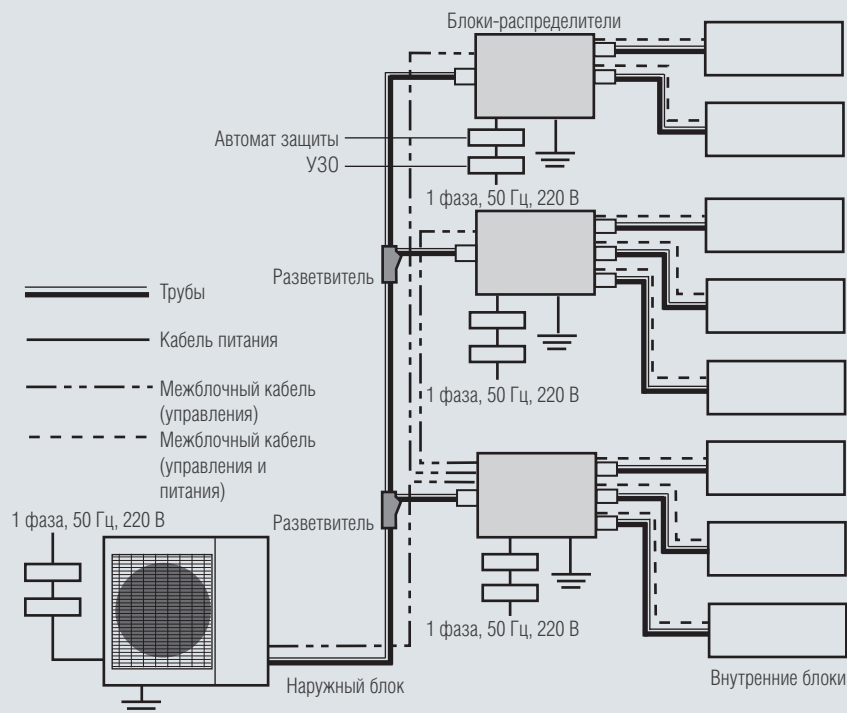 Блоки-распределители
Автомат защиты
УЗО
1 фаза, 50 Гц, 220 В
Разветвитель
Трубы
Кабель питания
1 фаза, 50 Гц, 220 В
Межблочный кабель
(управления)
Межблочный кабель
(управления и
питания)
1 фаза, 50 Гц, 220 В
Разветвитель
1 фаза, 50 Гц, 220 В
Наружный блок
Внутренние блоки